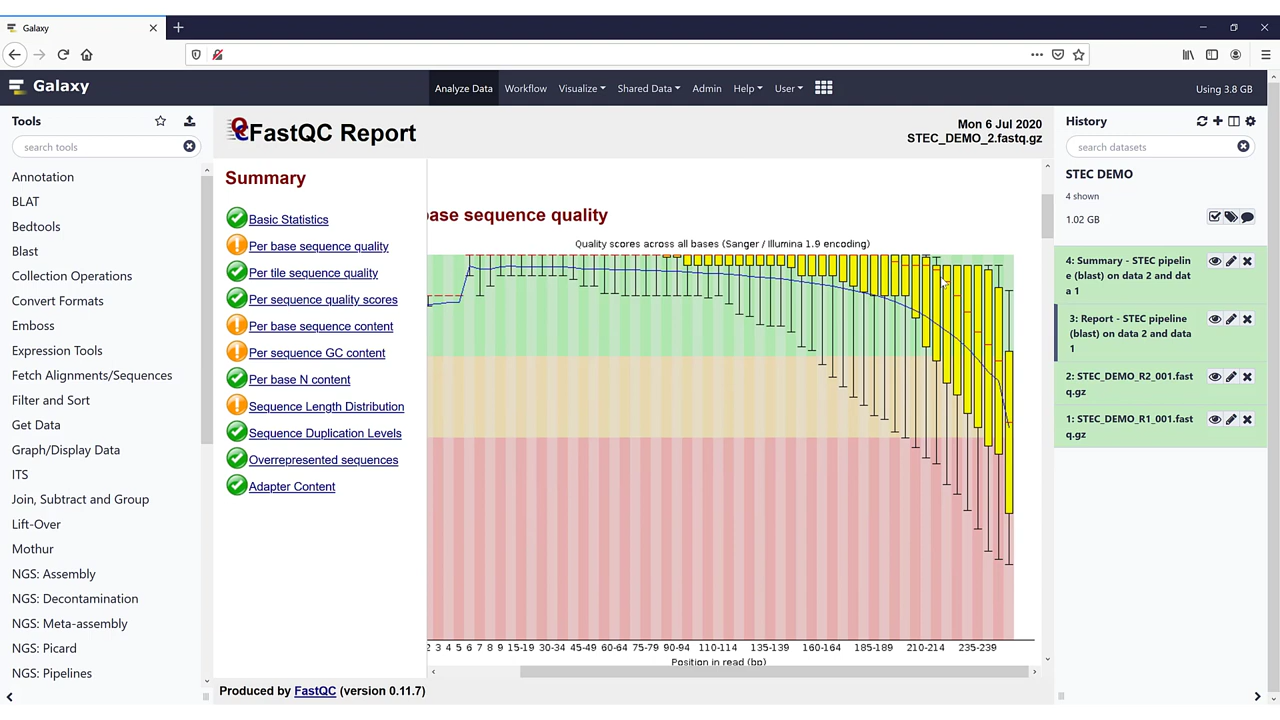 Galaxy
Galaxy
Analyze Data Workflow Visualize Shared Data Admin Help User
Using 3.8 GB
Tools
search tools
Annotation
BLAT
Bedtools
Blast
Collection Operations
Convert Formats
Emboss
Expression Tools
Fetch Alignments/Sequences
Filter and Sort
Get Data
Graph/Display Data
ITS
Join, Subtract and Group
Lift-Over
Mothur
NGS: Assembly
NGS: Decontamination
NGS: Meta-assembly
NGS: Picard
NGS: Pipelines
FastQC Report
Mon 6 Jul 2020
STEC_DEMO_2.fastq.gz
Summary
Basic Statistics
Per base sequence quality
Per tile sequence quality
Per sequence quality scores
Per base sequence content
Per sequence GC content
Per base N content
Sequence Length Distribution
Sequence Duplication Levels
Overrepresented sequences
Adapter Content
base sequence quality
Quality scores across all bases (Sanger / Illumina 1.9 encoding)
2 3 4 5 6 7 8 9 15-19 30-34 45-49 60-64 75-79 90-94 110-114 135-139 160-164 185-189 210-214 235-239
Position in read (bp)
Produced by FastQC (version 0.11.7)
History
search datasets
STEC DEMO
4 shown
1.02 GB
4: Summary - STEC pipelin
e (blast) on data 2 and dat
a 1
3: Report - STEC pipeline
(blast) on data 2 and data
1
2: STEC_DEMO_R2_001.fast
q.gz
1: STEC_DEMO_R1_001.fast
q.gz